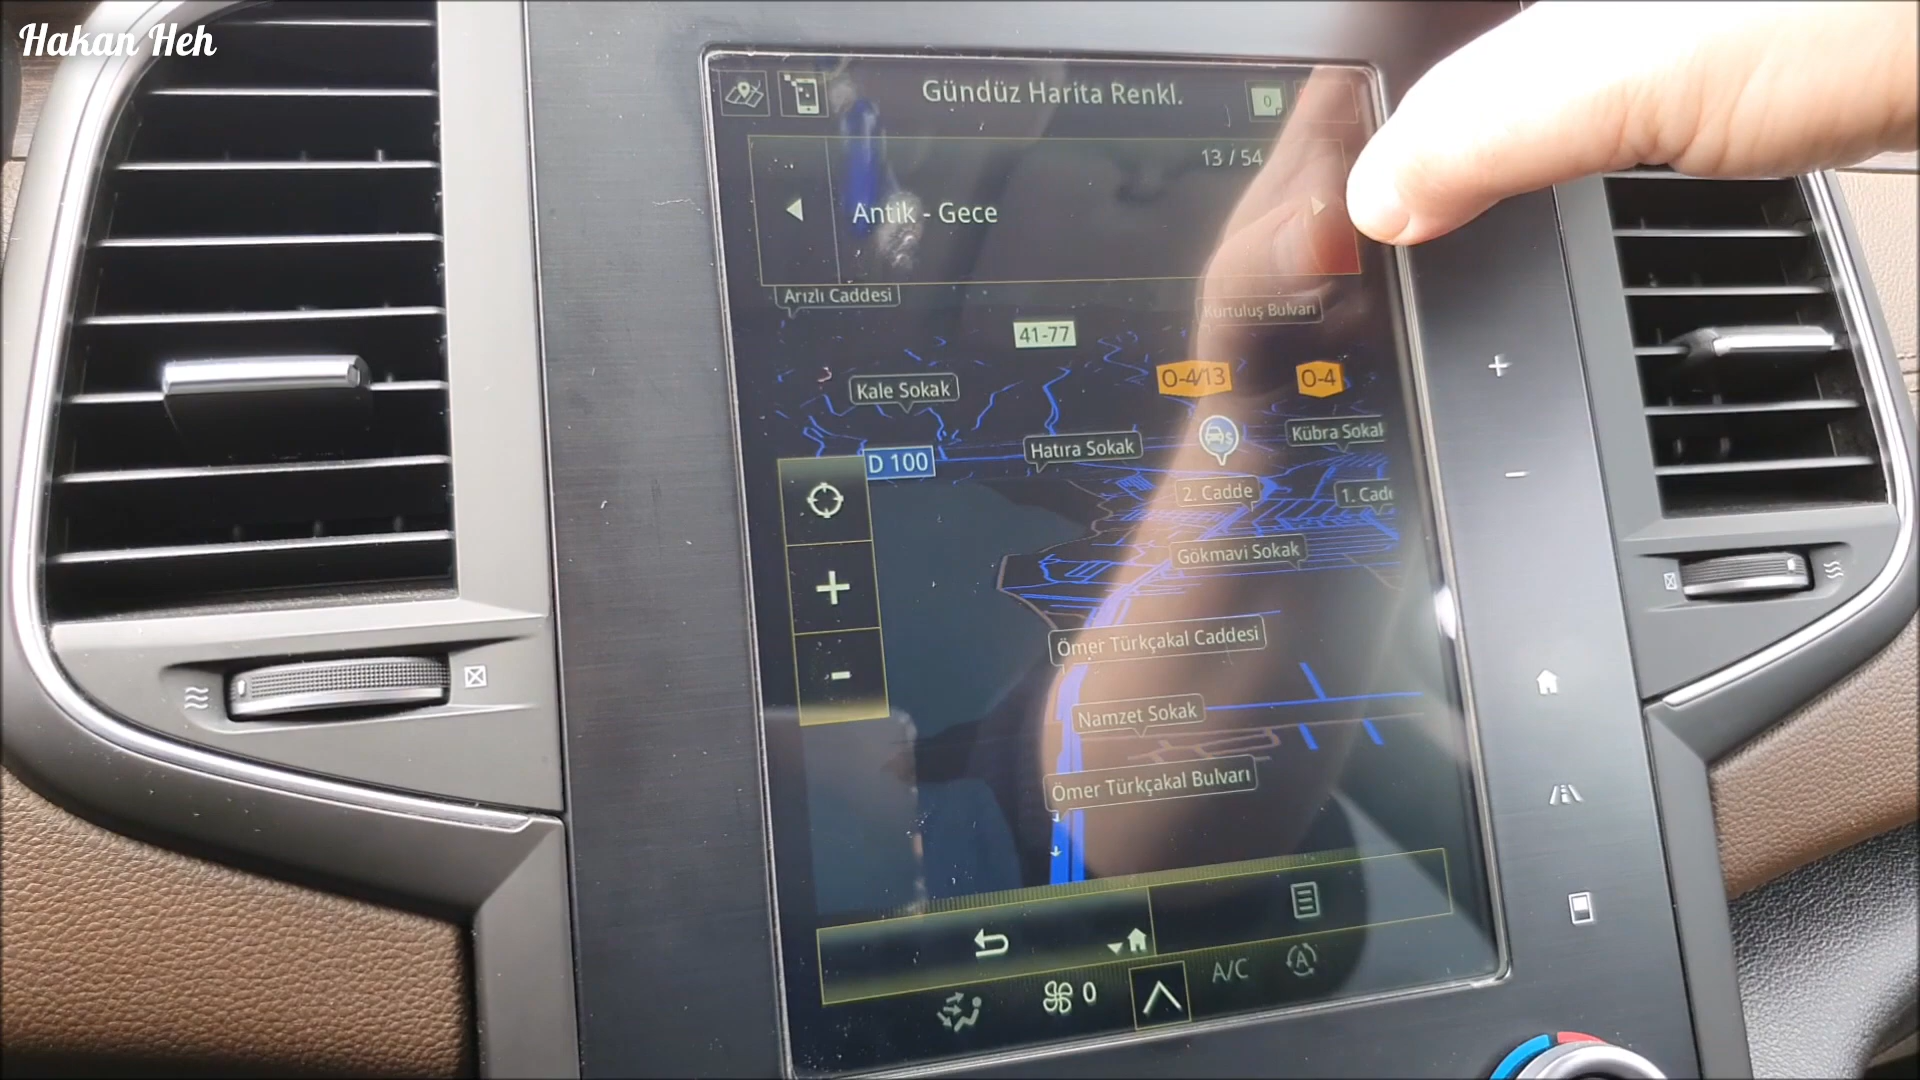 Hakan Heh
Gündüz Harita Renkl.
0
13 / 54
Antik - Gece
Arızlı Caddesi
Kurtuluş Bulvarı
41-77
O-4/13
O-4
Kale Sokak
Kübra Sokak
Hatıra Sokak
D 100
2. Cadde
1. Cad
Gökmavi Sokak
Ömer Türkçakal Caddesi
Namzet Sokak
Ömer Türkçakal Bulvarı
0
A/C
A